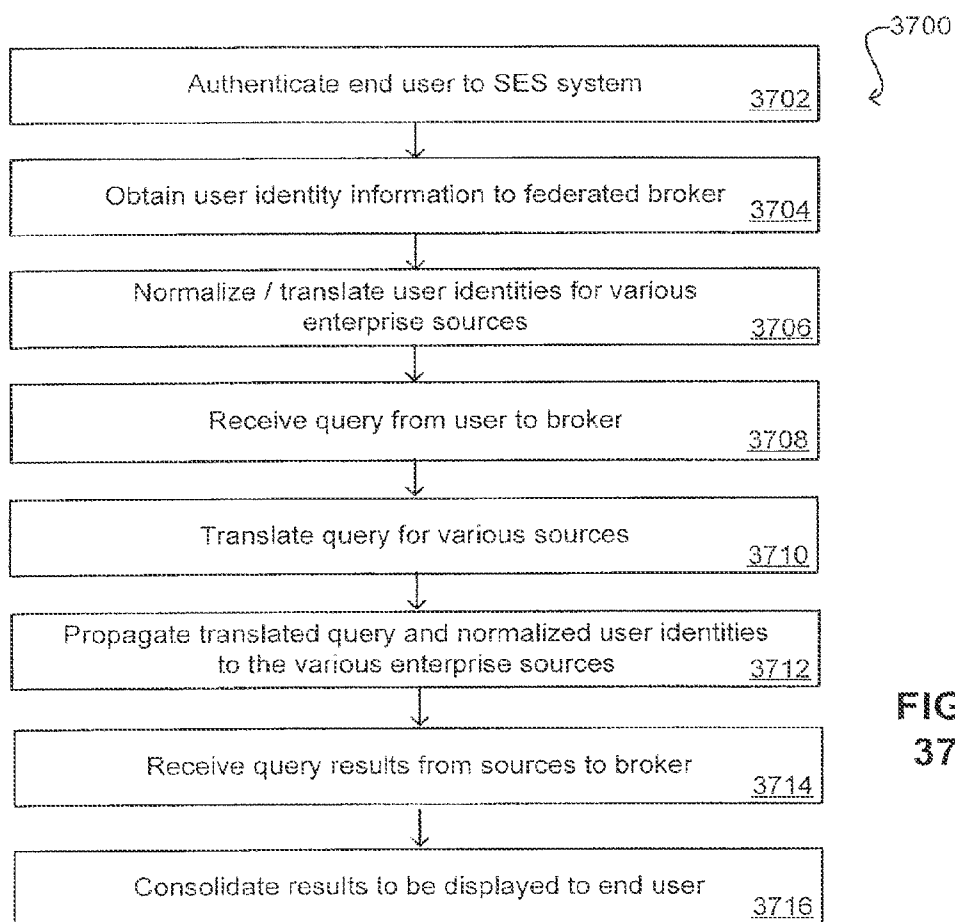 3700
Authenticate end user to SES system
3702
Obtain user identity information to federated broker
3704
Normalize / translate user identities for various
enterprise sources
3706
Receive query from user to broker
3708
Translate query for various sources
3710
Propagate translated query and normalized user identities
to the various enterprise sources
3712
Receive query results from sources to broker
3714
Consolidate results to be displayed to end user
3716
FIG
37